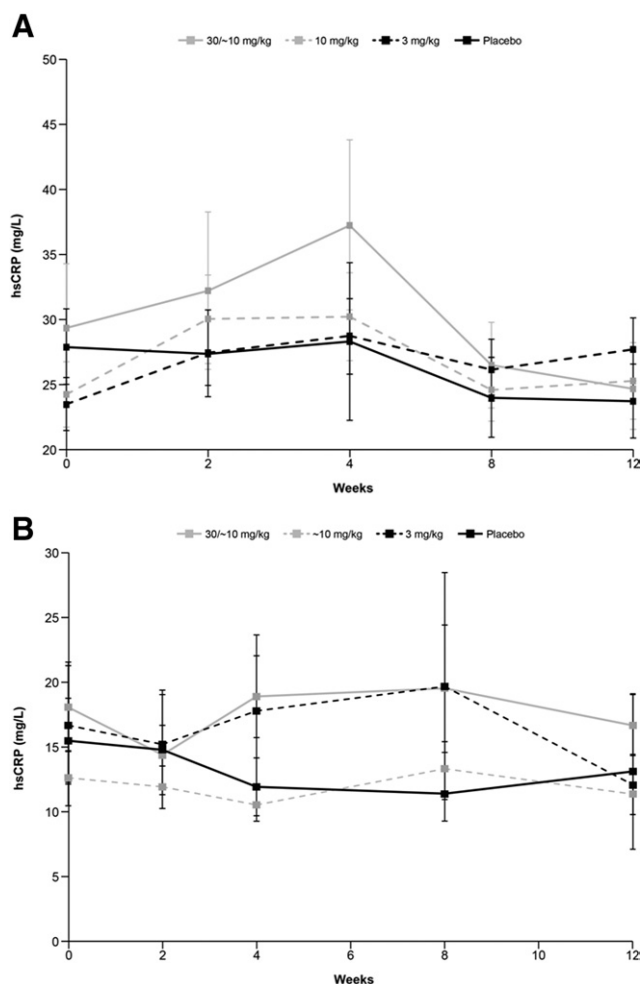 A
30/~10 mg/kg 10 mg/kg 3 mg/kg Placebo
50
45
40
35
30
25
20
hsCRP (mg/L)
0 2 4 8 12
Weeks
B
30/~10 mg/kg ~10 mg/kg 3 mg/kg Placebo
30
25
20
15
10
5
0
hsCRP (mg/L)
0 2 4 6 8 10 12
Weeks